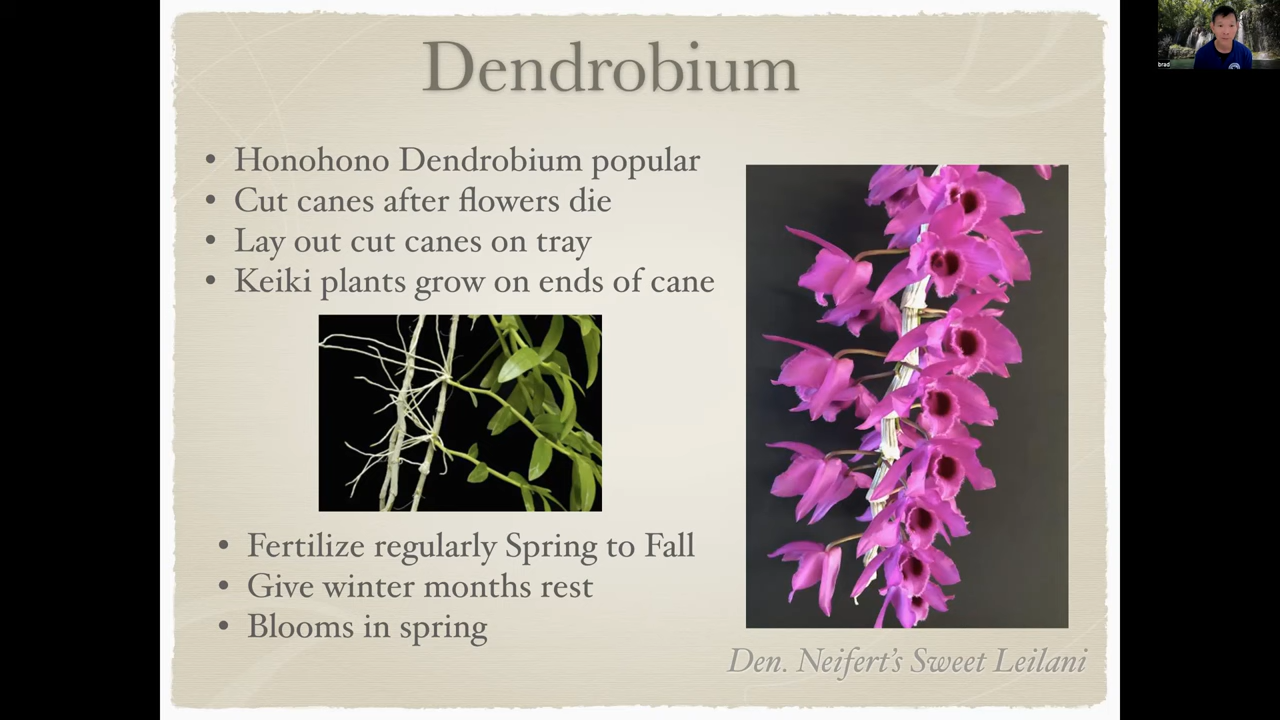 Dendrobium
• Honohono Dendrobium popular
• Cut canes after flowers die
• Lay out cut canes on tray
• Keiki plants grow on ends of cane
• Fertilize regularly Spring to Fall
• Give winter months rest
• Blooms in spring
Den. Neifert's Sweet Leilani
brad